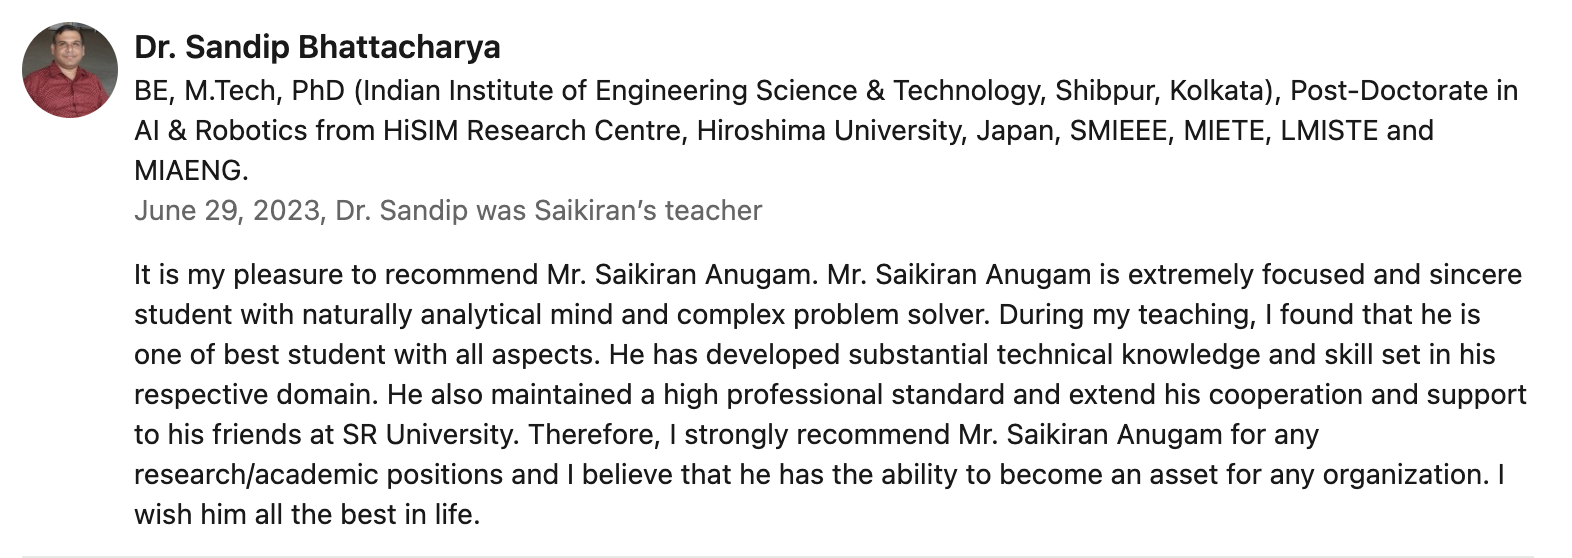 Dr. Sandip Bhattacharya
BE, M.Tech, PhD (Indian Institute of Engineering Science & Technology, Shibpur, Kolkata), Post-Doctorate in
AI & Robotics from HiSIM Research Centre, Hiroshima University, Japan, SMIEEE, MIETE, LMISTE and
MIAENG.
June 29, 2023, Dr. Sandip was Saikiran’s teacher
It is my pleasure to recommend Mr. Saikiran Anugam. Mr. Saikiran Anugam is extremely focused and sincere
student with naturally analytical mind and complex problem solver. During my teaching, I found that he is
one of best student with all aspects. He has developed substantial technical knowledge and skill set in his
respective domain. He also maintained a high professional standard and extend his cooperation and support
to his friends at SR University. Therefore, I strongly recommend Mr. Saikiran Anugam for any
research/academic positions and I believe that he has the ability to become an asset for any organization. I
wish him all the best in life.